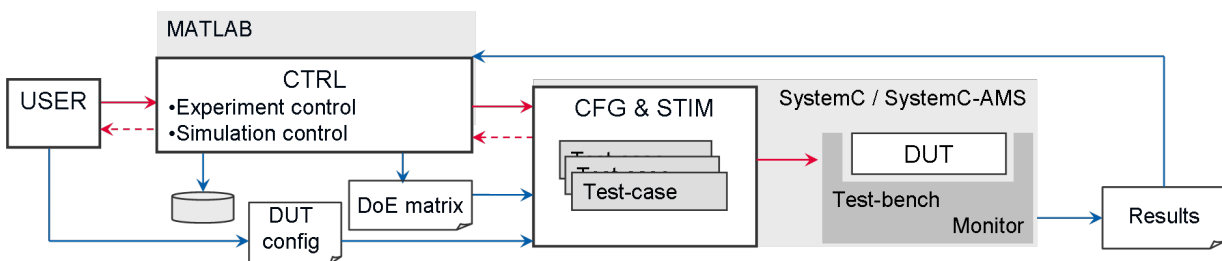 MATLAB
USER
CTRL
•Experiment control
•Simulation control
DoE matrix
DUT
config
CFG & STIM
Test-case
SystemC / SystemC-AMS
DUT
Test-bench
Monitor
Results